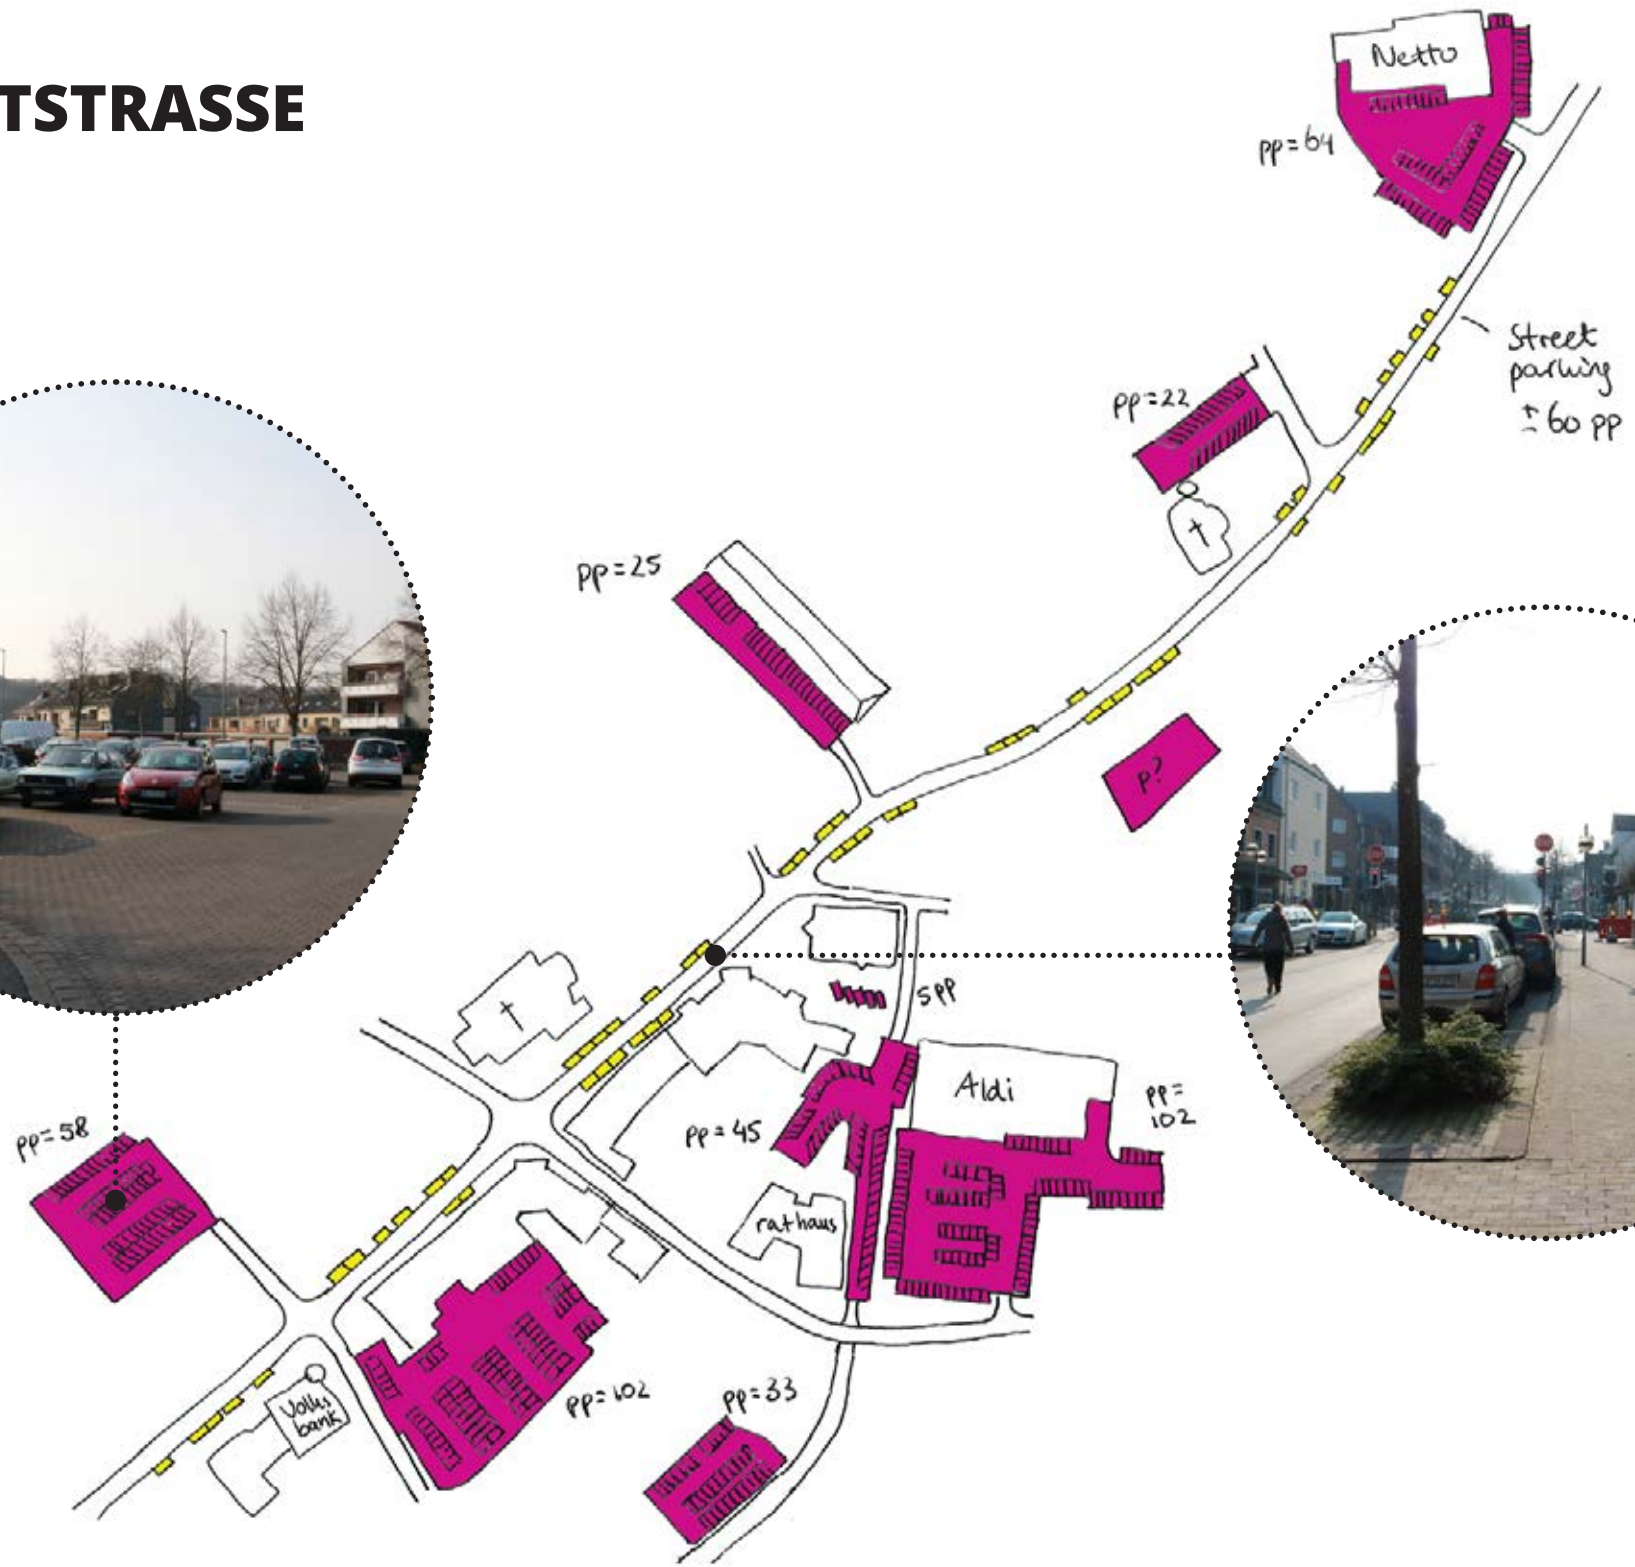 TSTRASSE
Netto
pp=64
Street
parking
± 60 pp
pp=22
pp=25
P?
5PP
Aldi
pp=
102
pp=45
pp=58
rathaus
pp=102
pp=33
Volks
bank